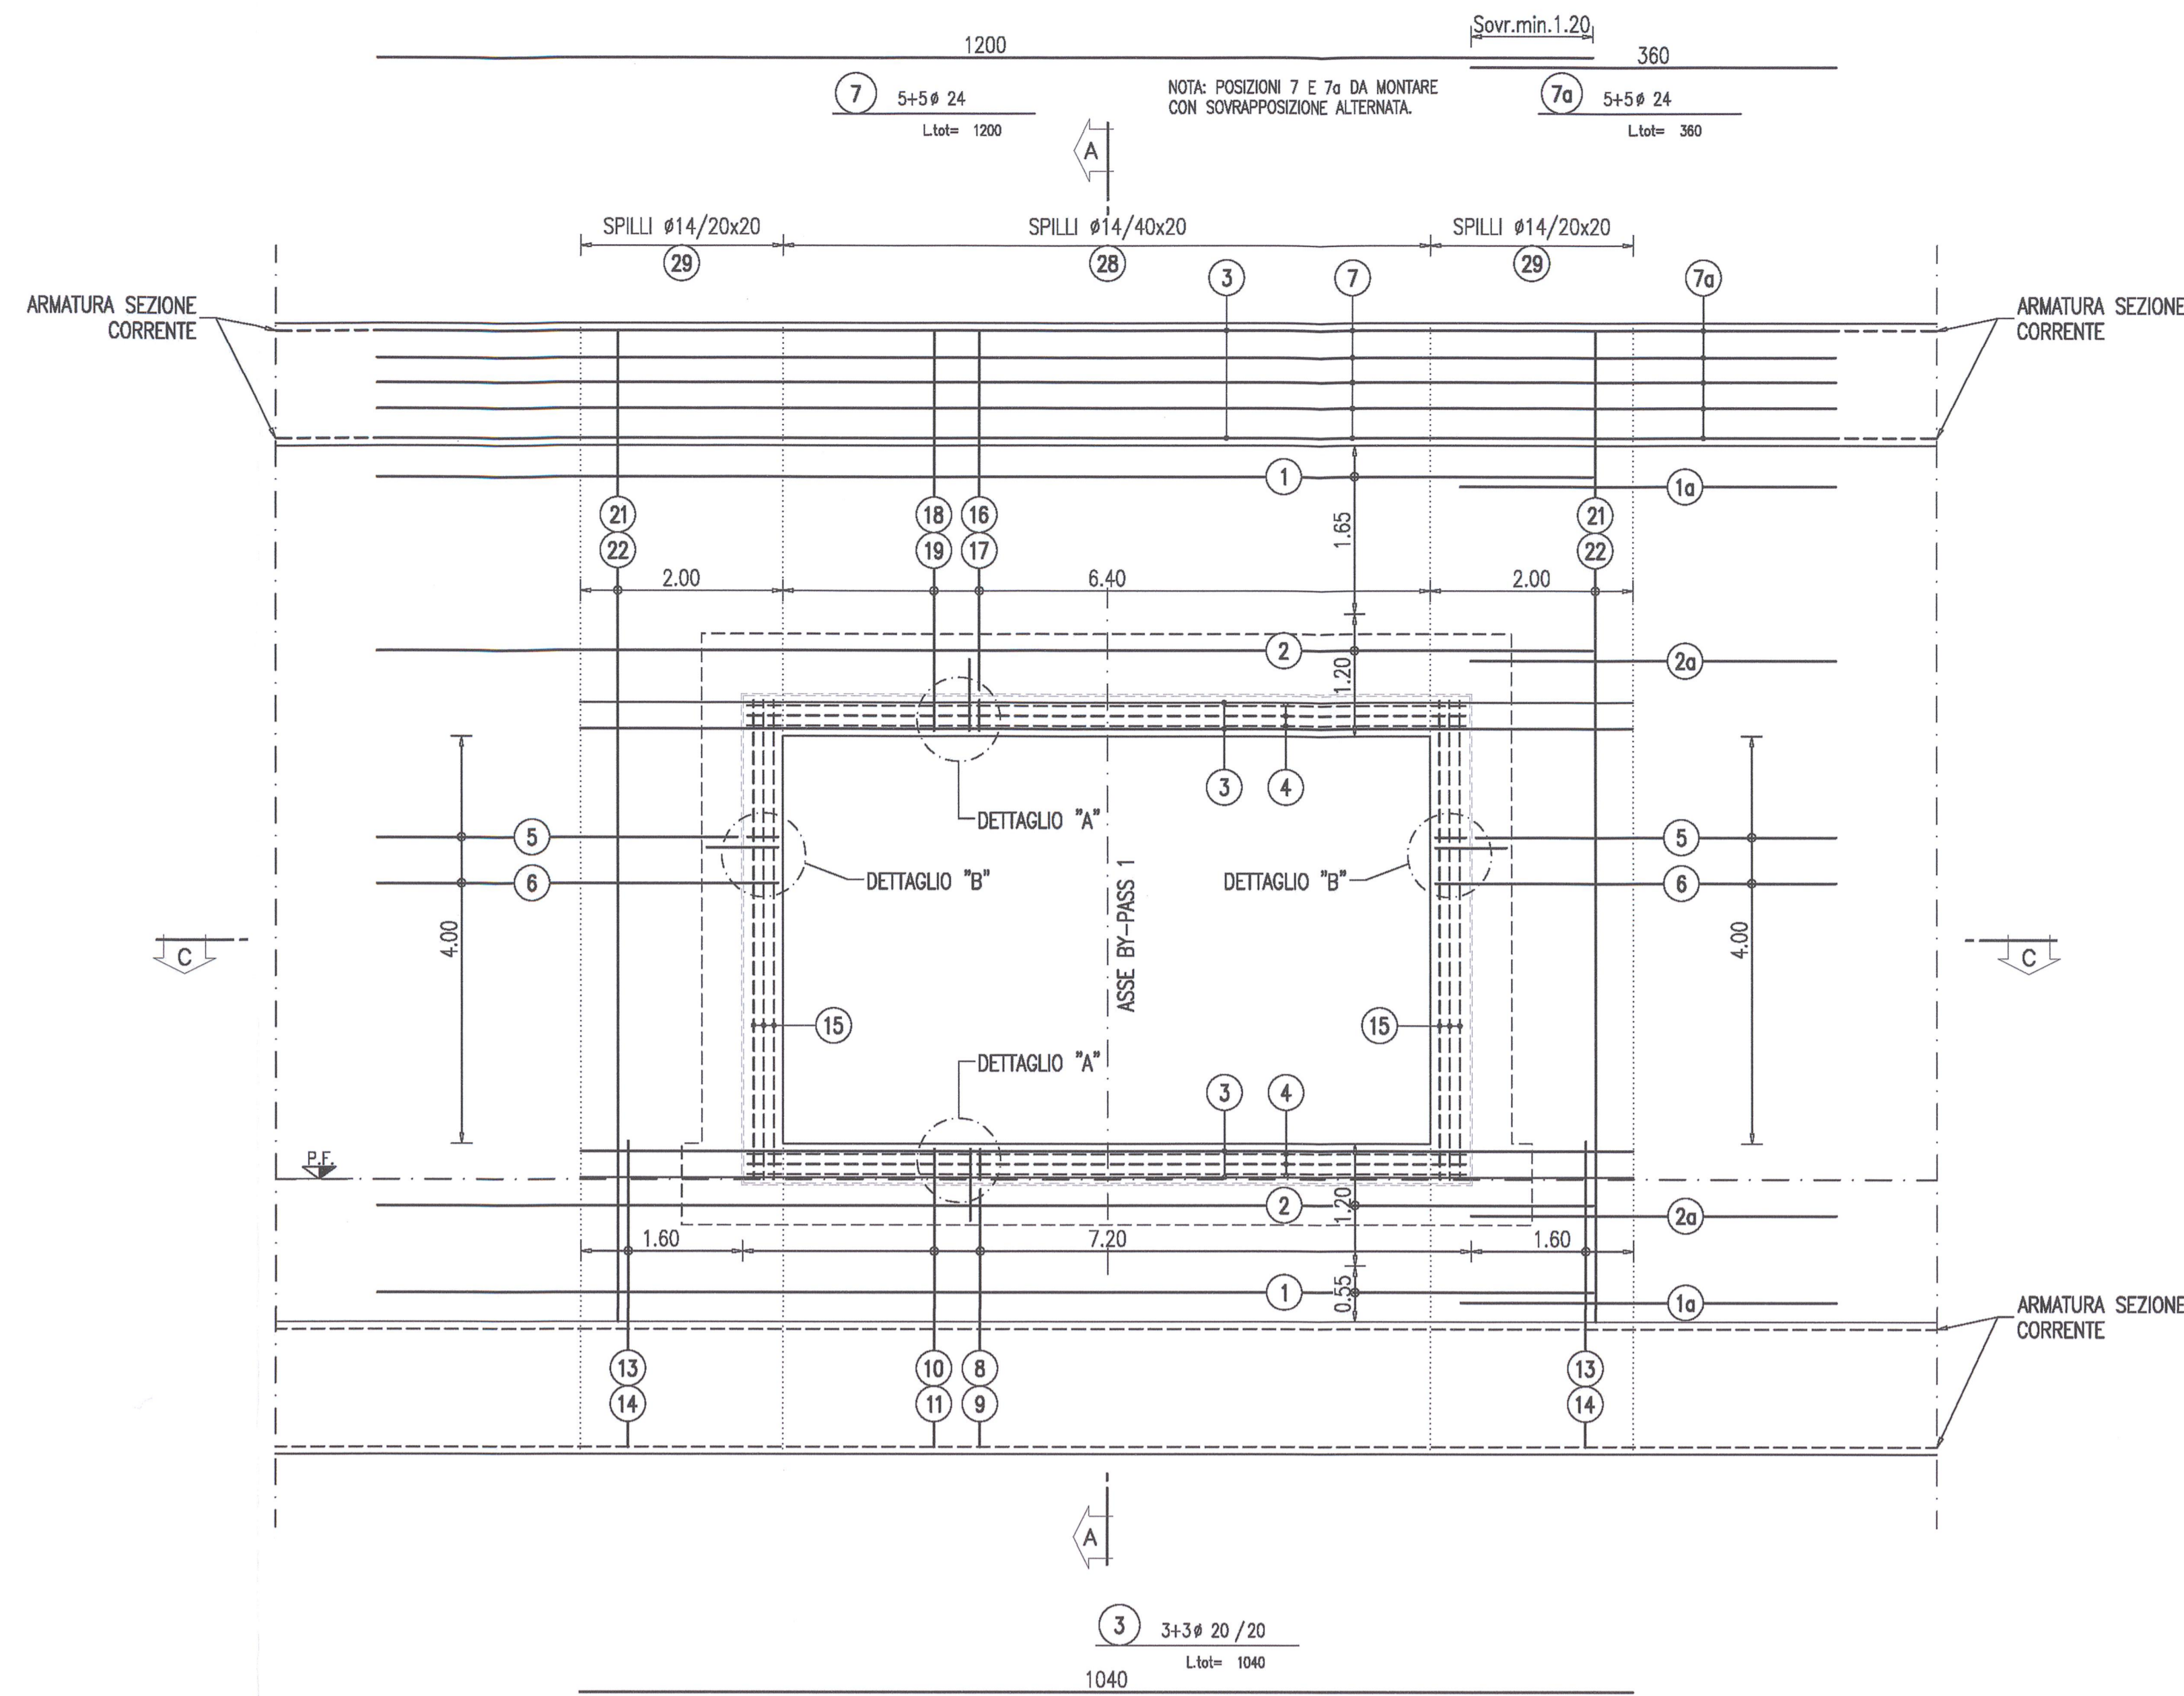 Sovr.min.1.20
1200
360
7 5+5ø 24
L.tot= 1200
NOTA: POSIZIONI 7 E 7a DA MONTARE
CON SOVRAPPOSIZIONE ALTERNATA.
7a 5+5ø 24
L.tot= 360
A
SPILLI ø14/20x20
SPILLI ø14/40x20
SPILLI ø14/20x20
29
28
29
3
7
7a
ARMATURA SEZIONE
CORRENTE
ARMATURA SEZIONE
CORRENTE
1
1a
21
18
16
21
22
19
17
22
1.65
2.00
6.40
2.00
2
2a
1.20
3
4
DETTAGLIO "A"
5
5
DETTAGLIO "B"
DETTAGLIO "B"
6
6
4.00
ASSE BY-PASS 1
4.00
C
C
15
15
DETTAGLIO "A"
3
4
P.F.
2
1.20
2a
1.60
7.20
1.60
1
0.55
1a
ARMATURA SEZIONE
CORRENTE
13
10
8
13
14
11
9
14
A
3 3+3ø 20 /20
L.tot= 1040
1040